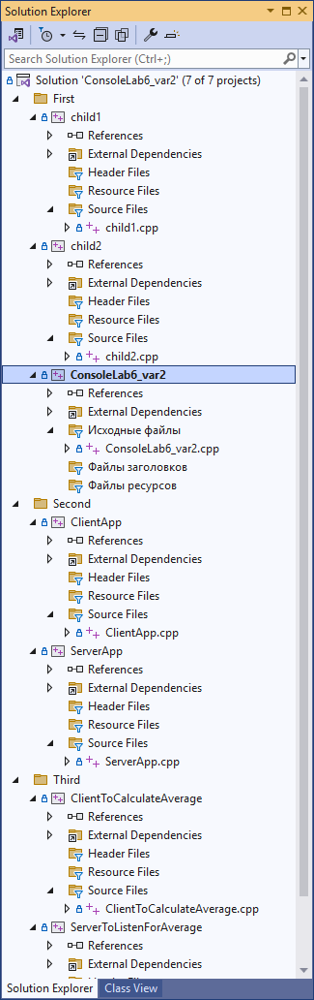 Solution Explorer
Search Solution Explorer (Ctrl+;)
Solution 'ConsoleLab6_var2' (7 of 7 projects)
First
child1
References
External Dependencies
Header Files
Resource Files
Source Files
child1.cpp
child2
References
External Dependencies
Header Files
Resource Files
Source Files
child2.cpp
ConsoleLab6_var2
References
External Dependencies
Исходные файлы
ConsoleLab6_var2.cpp
Файлы заголовков
Файлы ресурсов
Second
ClientApp
References
External Dependencies
Header Files
Resource Files
Source Files
ClientApp.cpp
ServerApp
References
External Dependencies
Header Files
Resource Files
Source Files
ServerApp.cpp
Third
ClientToCalculateAverage
References
External Dependencies
Header Files
Resource Files
Source Files
ClientToCalculateAverage.cpp
ServerToListenForAverage
References
External Dependencies
Header Files
Solution Explorer Class View